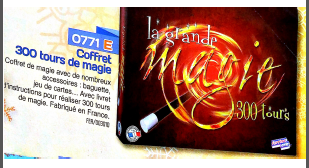 0771 E
Coffret
300 tours de magie
Coffret de magie avec de nombreux
accessoires : baguette,
jeu de cartes... Avec livret
d'instructions pour réaliser 300 tours
de magie. Fabriqué en France.
la grande
magie
300 tours